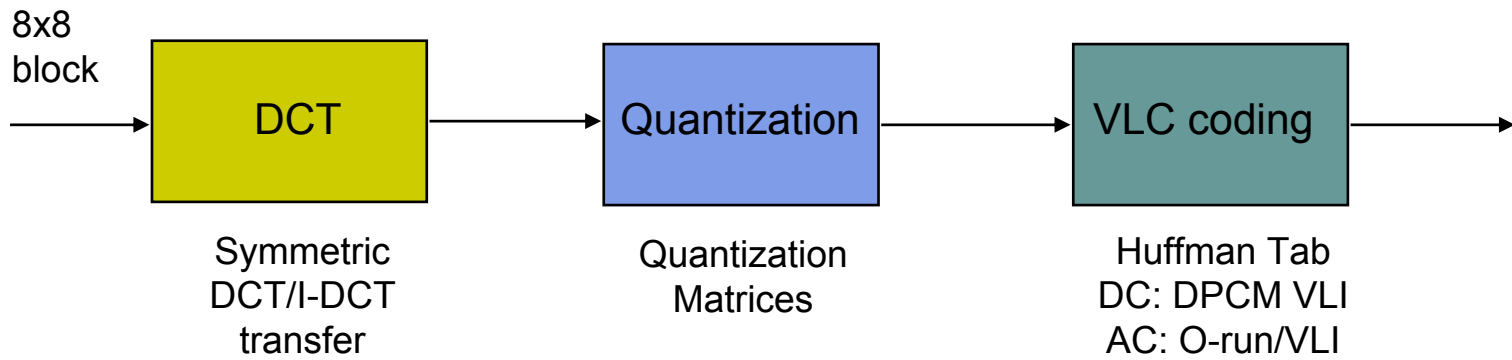 8x8
block
DCT
Quantization
VLC coding
Symmetric
DCT/I-DCT
transfer
Quantization
Matrices
Huffman Tab
DC: DPCM VLI
AC: O-run/VLI